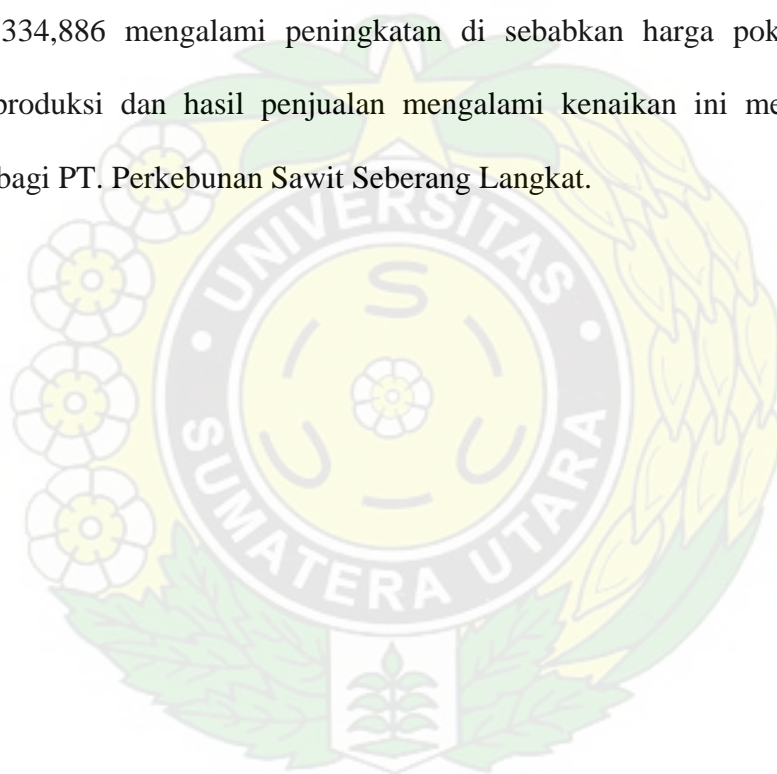 334,886 mengalami peningkatan di sebabkan harga pok
produksi dan hasil penjualan mengalami kenaikan ini me
bagi PT. Perkebunan Sawit Seberang Langkat.
UNIVERSITAS
SUMATERA UTARA